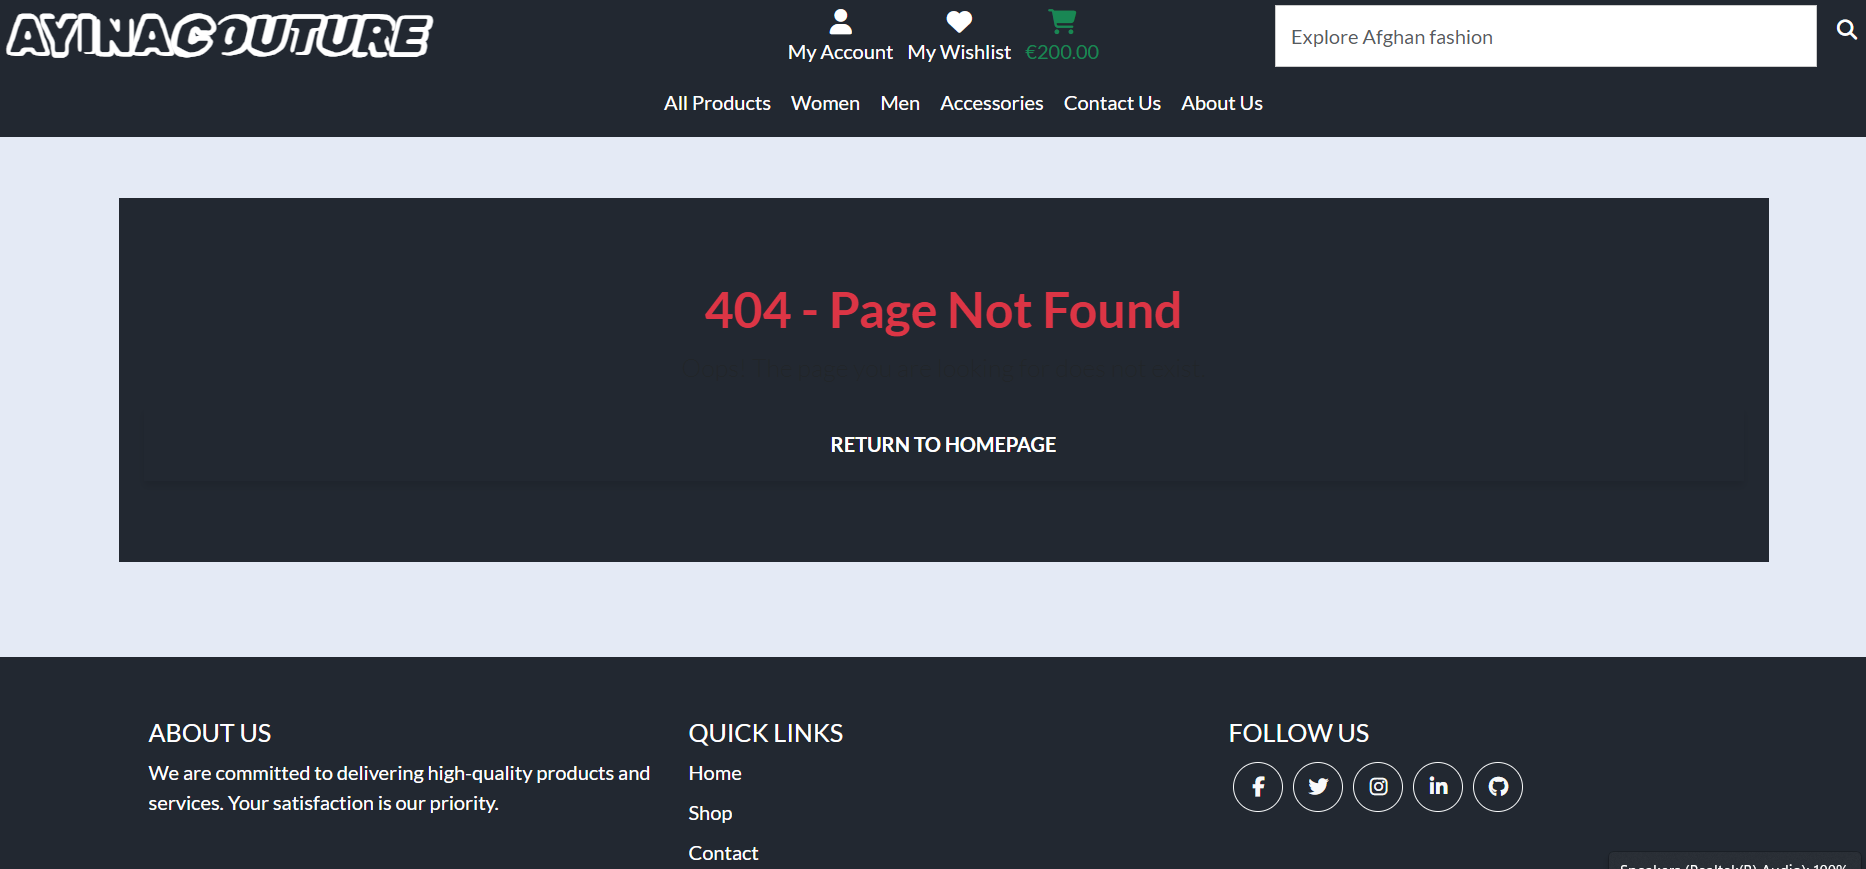 AYINACOUTURE
My Account My Wishlist €200.00
Explore Afghan fashion
All Products Women Men Accessories Contact Us About Us
404 - Page Not Found
RETURN TO HOMEPAGE
ABOUT US
We are committed to delivering high-quality products and
services. Your satisfaction is our priority.
QUICK LINKS
Home
Shop
Contact
FOLLOW US